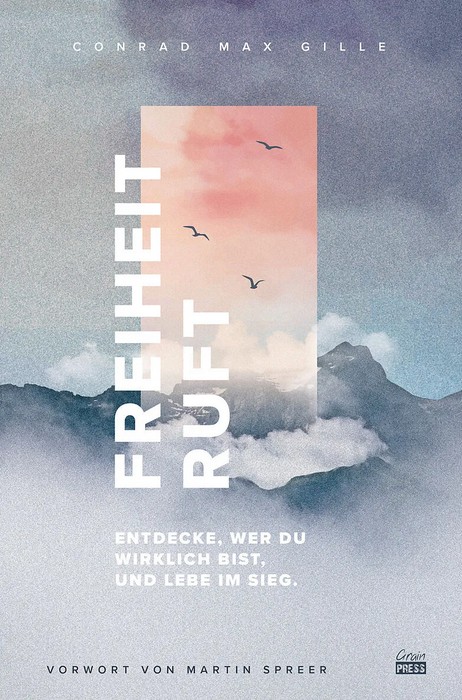 CONRAD MAX GILLE
FREIHEIT
RUFT
ENTDECKE, WER DU
WIRKLICH BIST,
UND LEBE IM SIEG.
VORWORT VON MARTIN SPREER
Grain
PRESS